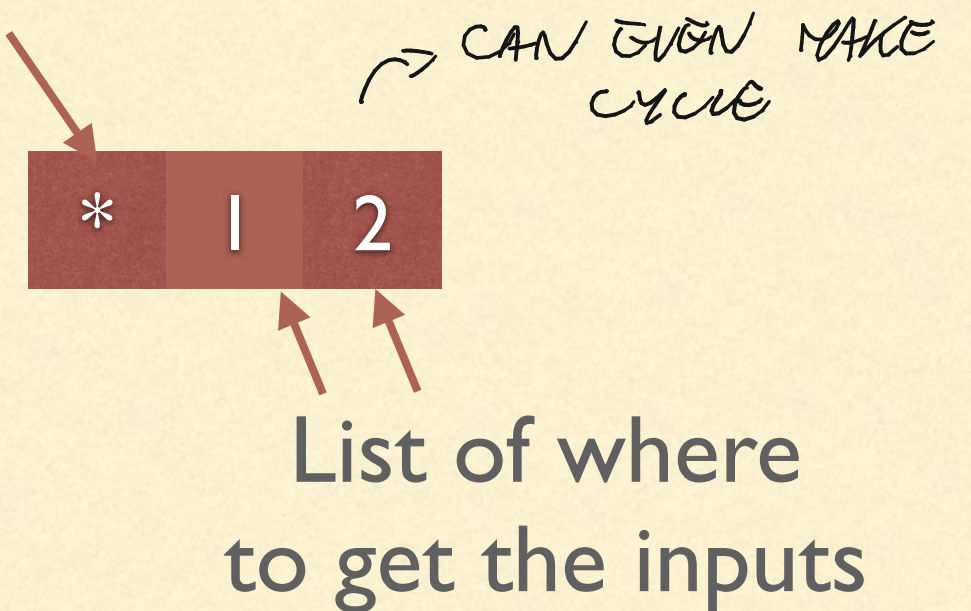 CAN EVEN MAKE
CYCLE
* 1 2
List of where
to get the inputs